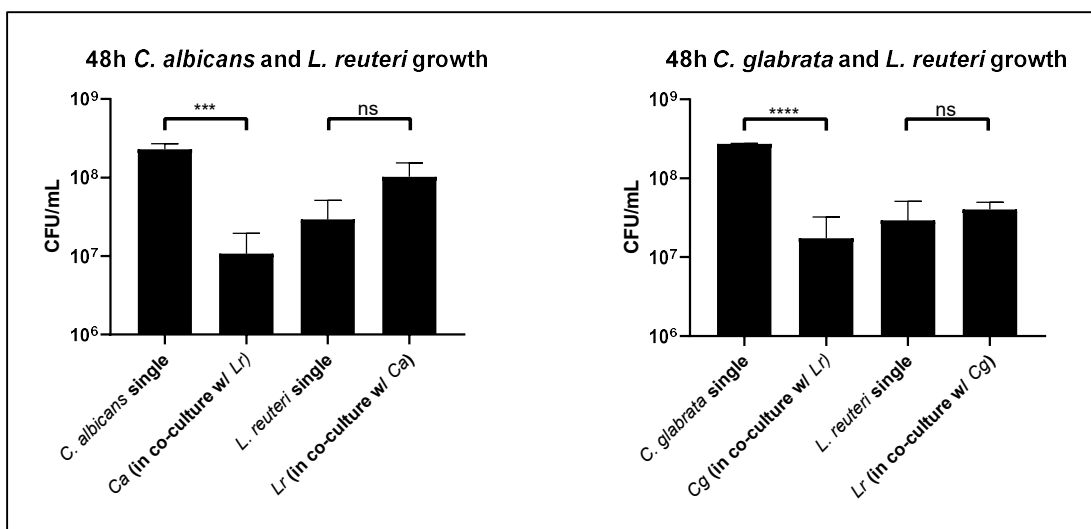 48h C. albicans and L. reuteri growth
CFU/mL
10⁹
10⁸
10⁷
10⁶
***
ns
C. albicans single
Ca (in co-culture w/ Lr)
L. reuteri single
Lr (in co-culture w/ Ca)
48h C. glabrata and L. reuteri growth
CFU/mL
10⁹
10⁸
10⁷
10⁶
****
ns
C. glabrata single
Cg (in co-culture w/ Lr)
L. reuteri single
Lr (in co-culture w/ Cg)